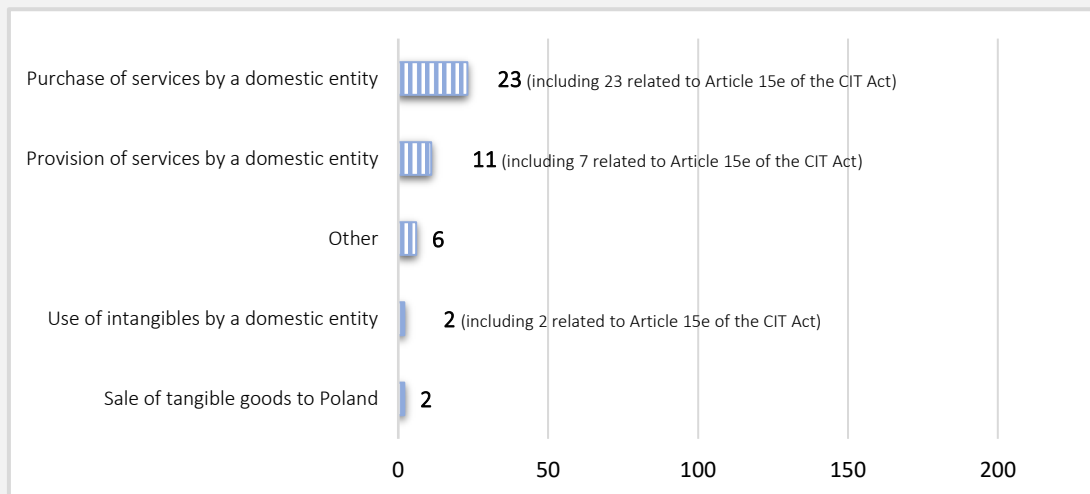 Purchase of services by a domestic entity 23 (including 23 related to Article 15e of the CIT Act)
Provision of services by a domestic entity 11 (including 7 related to Article 15e of the CIT Act)
Other 6
Use of intangibles by a domestic entity 2 (including 2 related to Article 15e of the CIT Act)
Sale of tangible goods to Poland 2
0 50 100 150 200